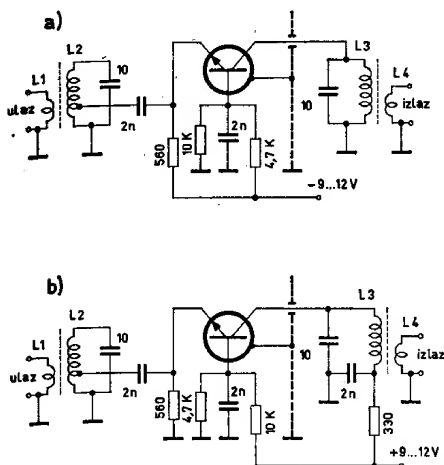 a)
L1
L2
ulaz
10
2n
560
10 K
2n
4,7 K
L3
L4
10
izlaz
−9...12 V
b)
L1
L2
ulaz
10
2n
560
4,7 K
2n
10 K
L3
L4
10
izlaz
2n
330
+9...12 V